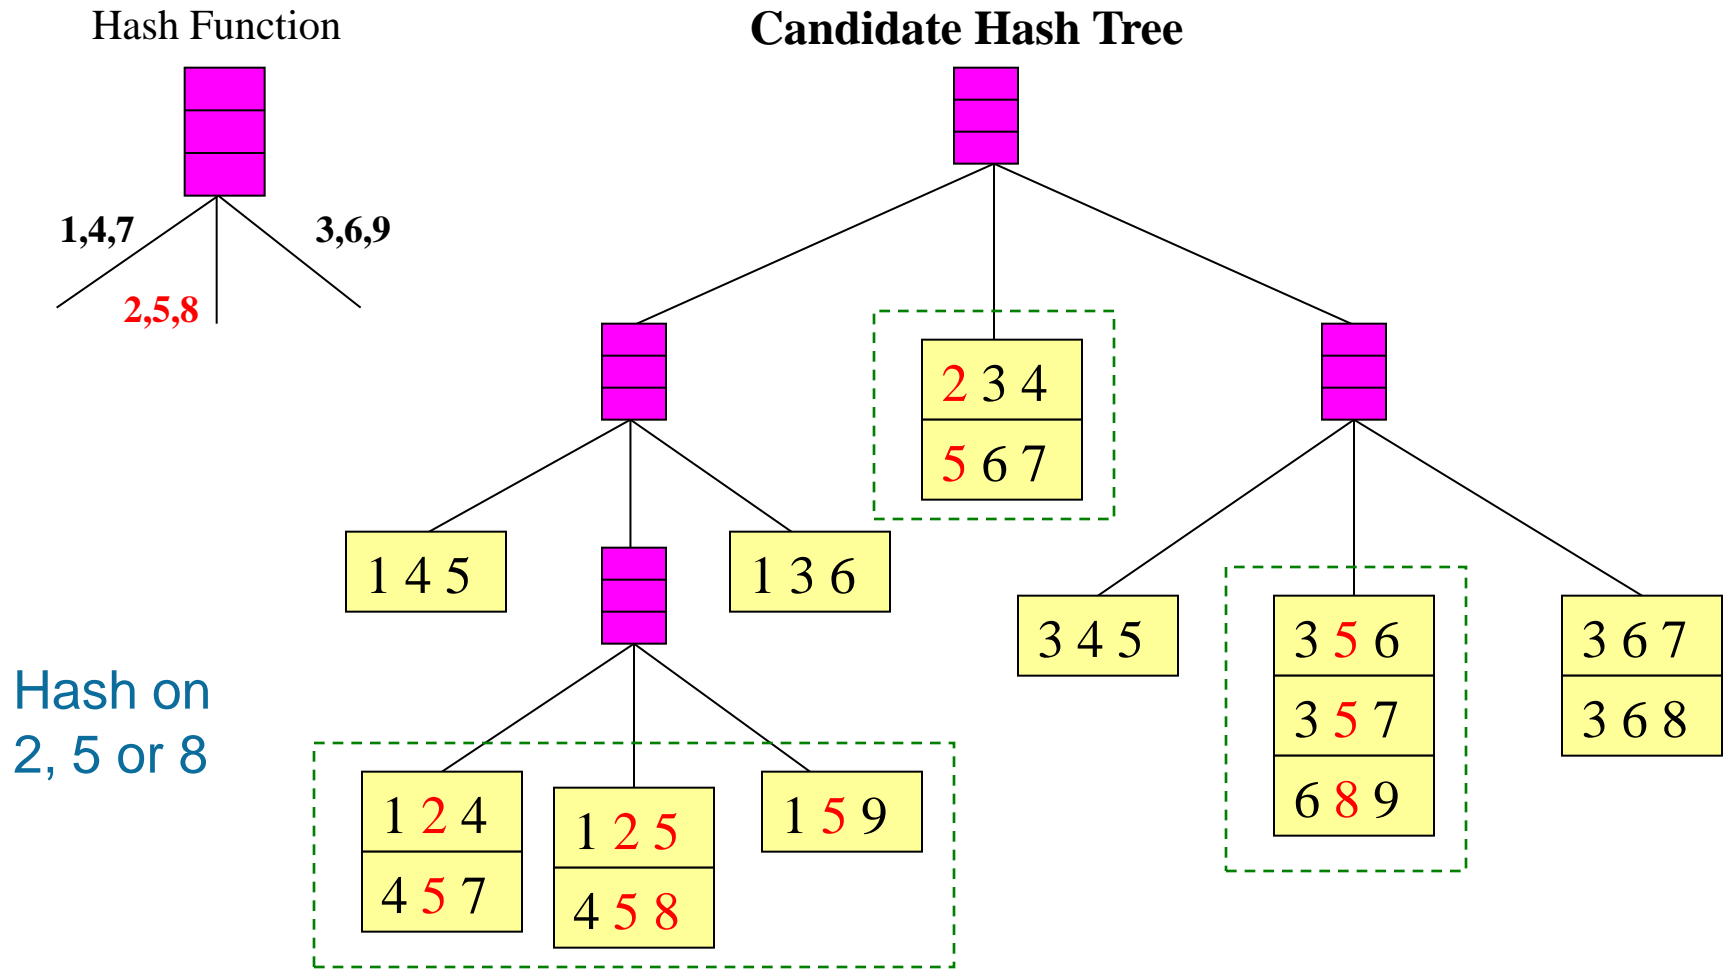 Hash Function
Candidate Hash Tree
1,4,7
3,6,9
2,5,8
2 3 4
5 6 7
1 4 5
1 3 6
3 4 5
3 5 6
3 5 7
6 8 9
3 6 7
3 6 8
Hash on
2, 5 or 8
1 2 4
4 5 7
1 2 5
4 5 8
1 5 9